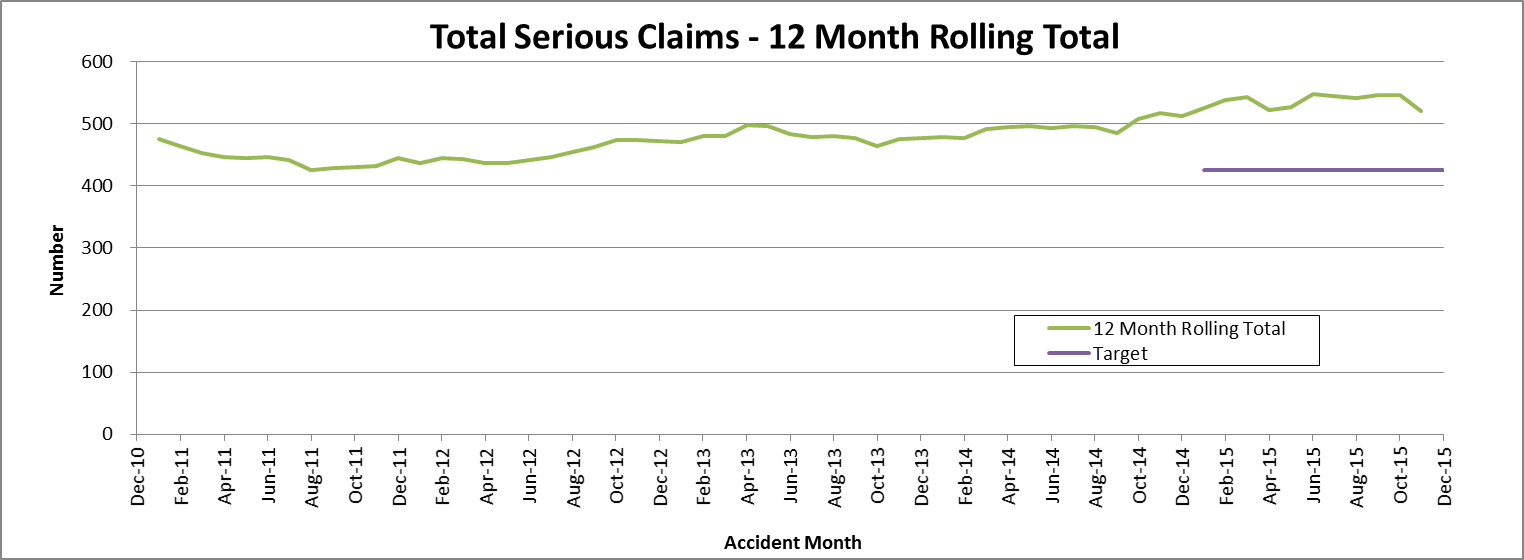 Total Serious Claims - 12 Month Rolling Total
600
500
400
300
200
100
0
Number
12 Month Rolling Total
Target
Dec-10
Feb-11
Apr-11
Jun-11
Aug-11
Oct-11
Dec-11
Feb-12
Apr-12
Jun-12
Aug-12
Oct-12
Dec-12
Feb-13
Apr-13
Jun-13
Aug-13
Oct-13
Dec-13
Feb-14
Apr-14
Jun-14
Aug-14
Oct-14
Dec-14
Feb-15
Apr-15
Jun-15
Aug-15
Oct-15
Dec-15
Accident Month